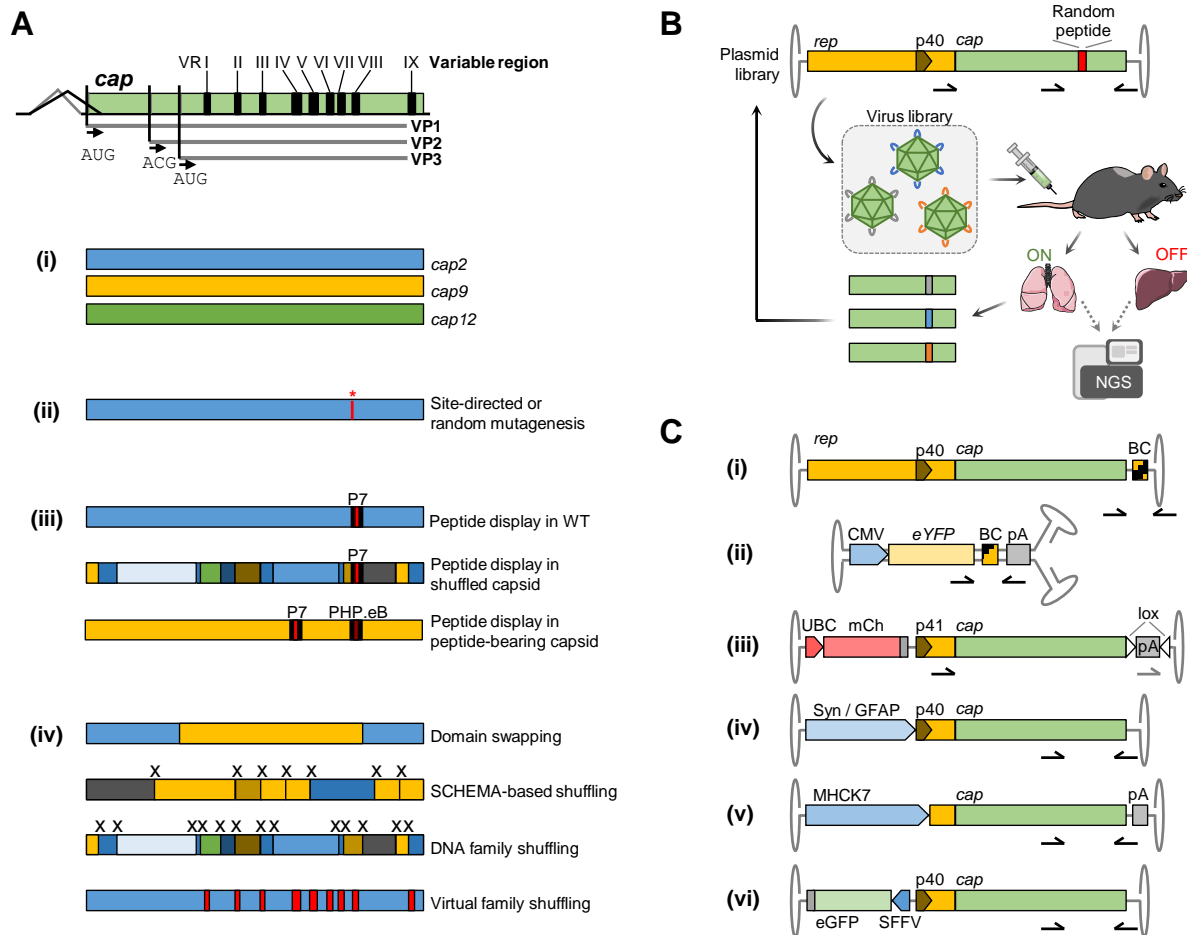 A
VR I II III IV V VI VII VIII IX Variable region
cap
VP1
VP2
VP3
AUG
ACG
AUG
(i)
cap2
cap9
cap12
(ii)
*
Site-directed or
random mutagenesis
(iii)
P7
Peptide display in WT
P7
Peptide display in
shuffled capsid
P7 PHP.eB
Peptide display in
peptide-bearing capsid
(iv)
Domain swapping
X X X X X X X
SCHEMA-based shuffling
X X X X X X X X X X X X X
DNA family shuffling
Virtual family shuffling
B
Random
peptide
rep p40 cap
Plasmid
library
Virus library
ON OFF
NGS
C
(i)
rep p40 cap BC
(ii)
CMV eYFP BC pA
(iii)
UBC mCh p41 cap lox
pA
(iv)
Syn / GFAP p40 cap
(v)
MHCK7 cap pA
(vi)
p40 cap
eGFP SFFV